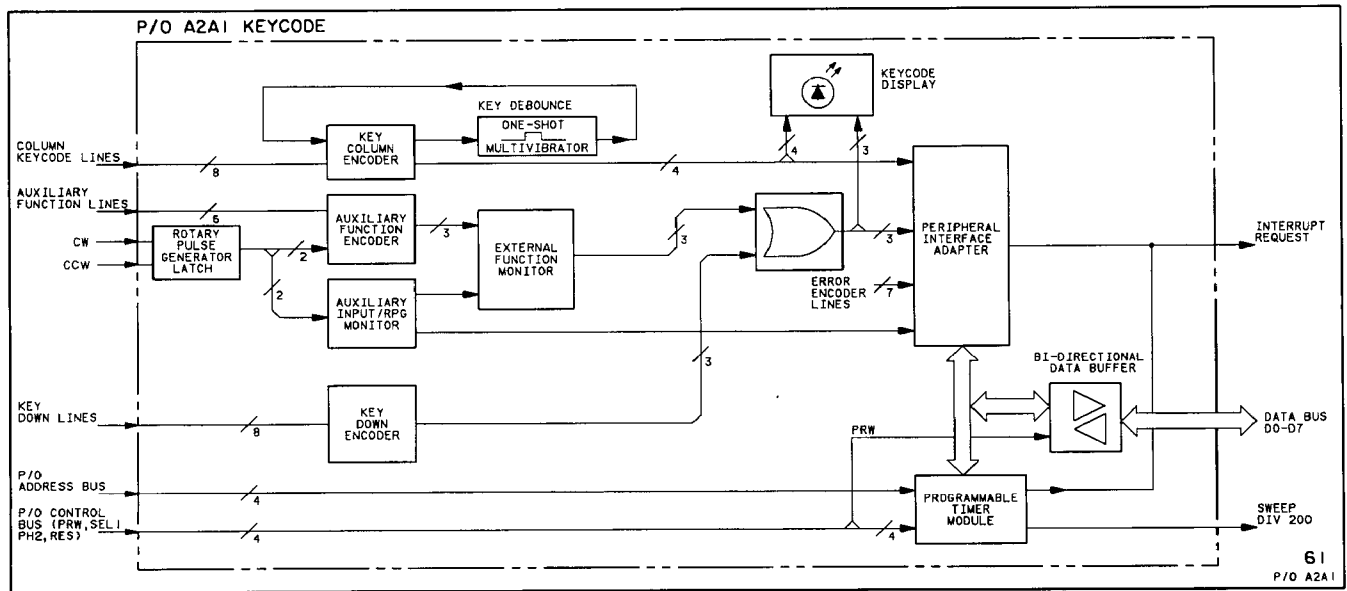 P/O A2A1 KEYCODE
KEYCODE
DISPLAY
KEY DEBOUNCE
ONE-SHOT
MULTIVIBRATOR
COLUMN
KEYCODE LINES
8
KEY
COLUMN
ENCODER
4
4
3
AUXILIARY
FUNCTION LINES
6
AUXILIARY
FUNCTION
ENCODER
3
EXTERNAL
FUNCTION
MONITOR
3
3
PERIPHERAL
INTERFACE
ADAPTER
INTERRUPT
REQUEST
CW
CCW
ROTARY
PULSE
GENERATOR
LATCH
2
2
AUXILIARY
INPUT/RPG
MONITOR
ERROR
ENCODER
LINES
7
3
BI-DIRECTIONAL
DATA BUFFER
KEY
DOWN LINES
8
KEY
DOWN
ENCODER
PRW
DATA BUS
D0-D7
P/O
ADDRESS BUS
4
P/O CONTROL
BUS (PRW,SEL1
PH2,RES)
4
4
PROGRAMMABLE
TIMER
MODULE
SWEEP
DIV 200
61
P/O A2A1